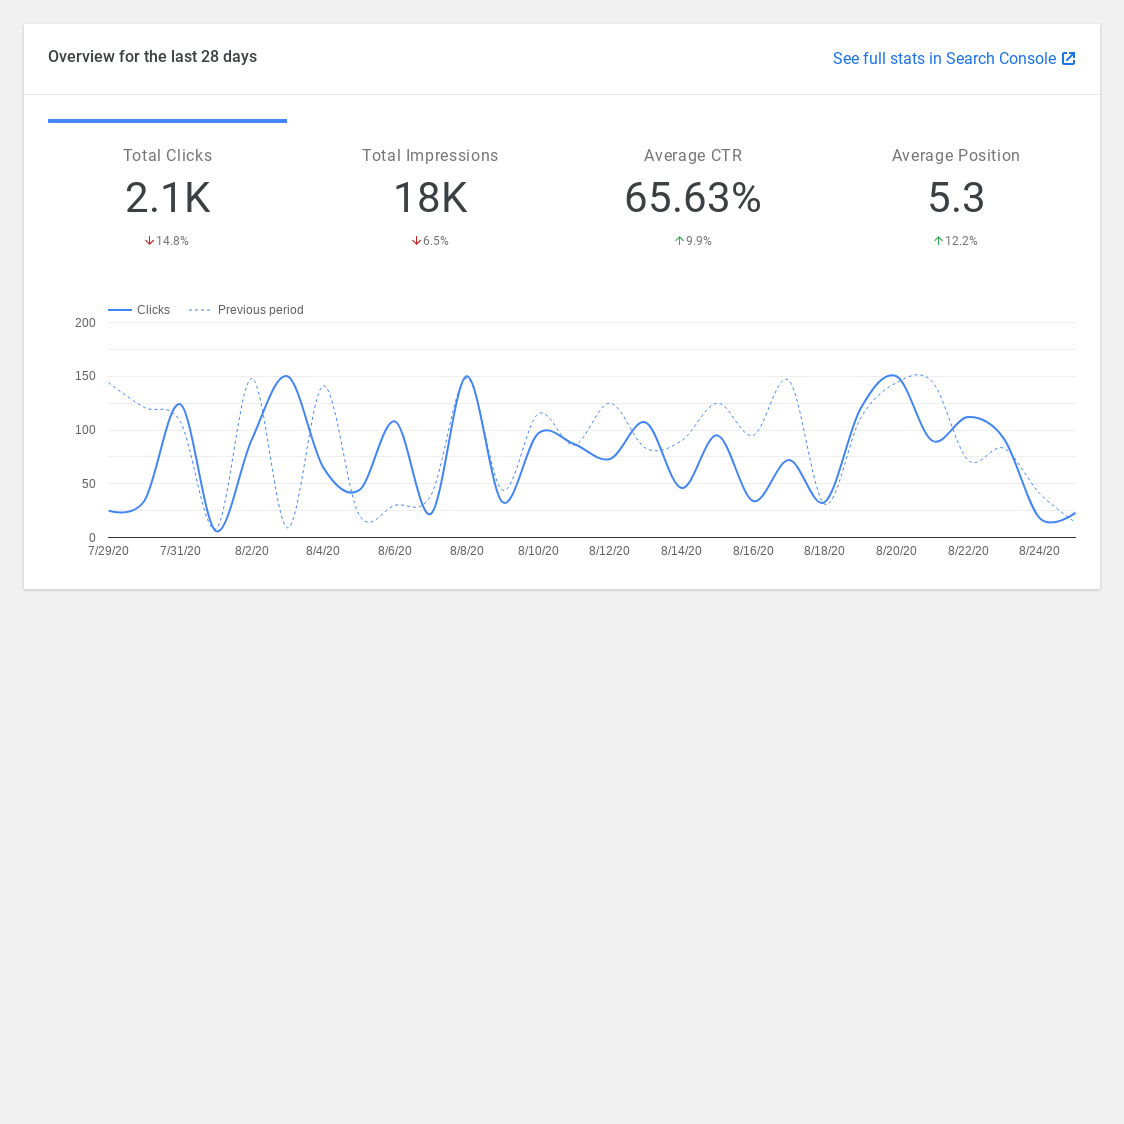 Overview for the last 28 days
See full stats in Search Console
Total Clicks
2.1K
14.8%
Total Impressions
18K
6.5%
Average CTR
65.63%
9.9%
Average Position
5.3
12.2%
Clicks
Previous period
200
150
100
50
0
7/29/20 7/31/20 8/2/20 8/4/20 8/6/20 8/8/20 8/10/20 8/12/20 8/14/20 8/16/20 8/18/20 8/20/20 8/22/20 8/24/20